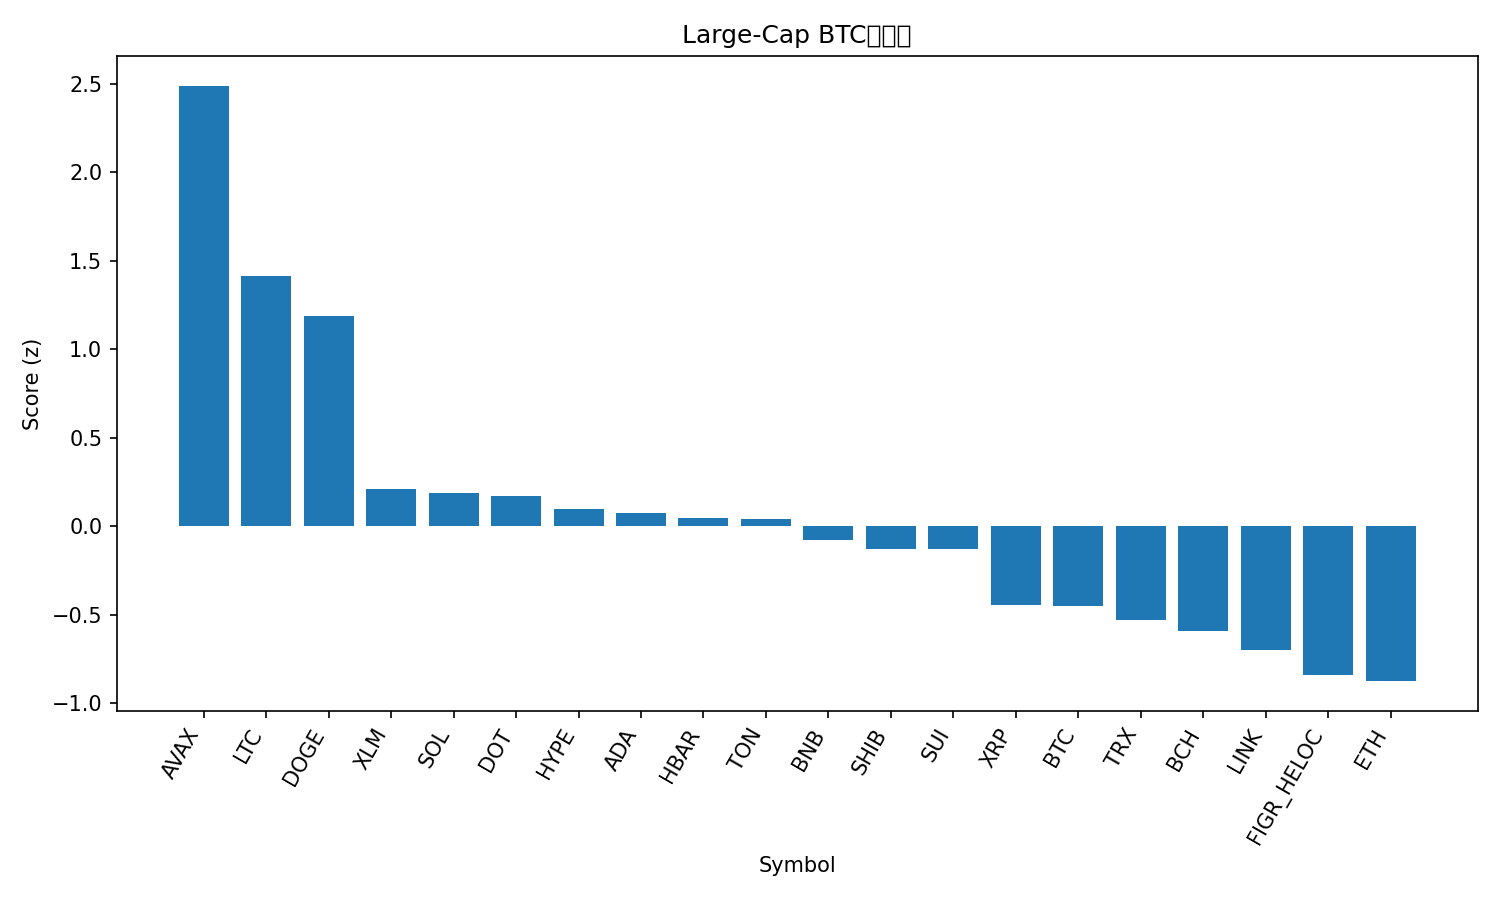 Large-Cap BTC
2.5
2.0
1.5
1.0
0.5
0.0
−0.5
−1.0
Score (z)
AVAX
LTC
DOGE
XLM
SOL
DOT
HYPE
ADA
HBAR
TON
BNB
SHIB
SUI
XRP
BTC
TRX
BCH
LINK
FIGR_HELOC
ETH
Symbol